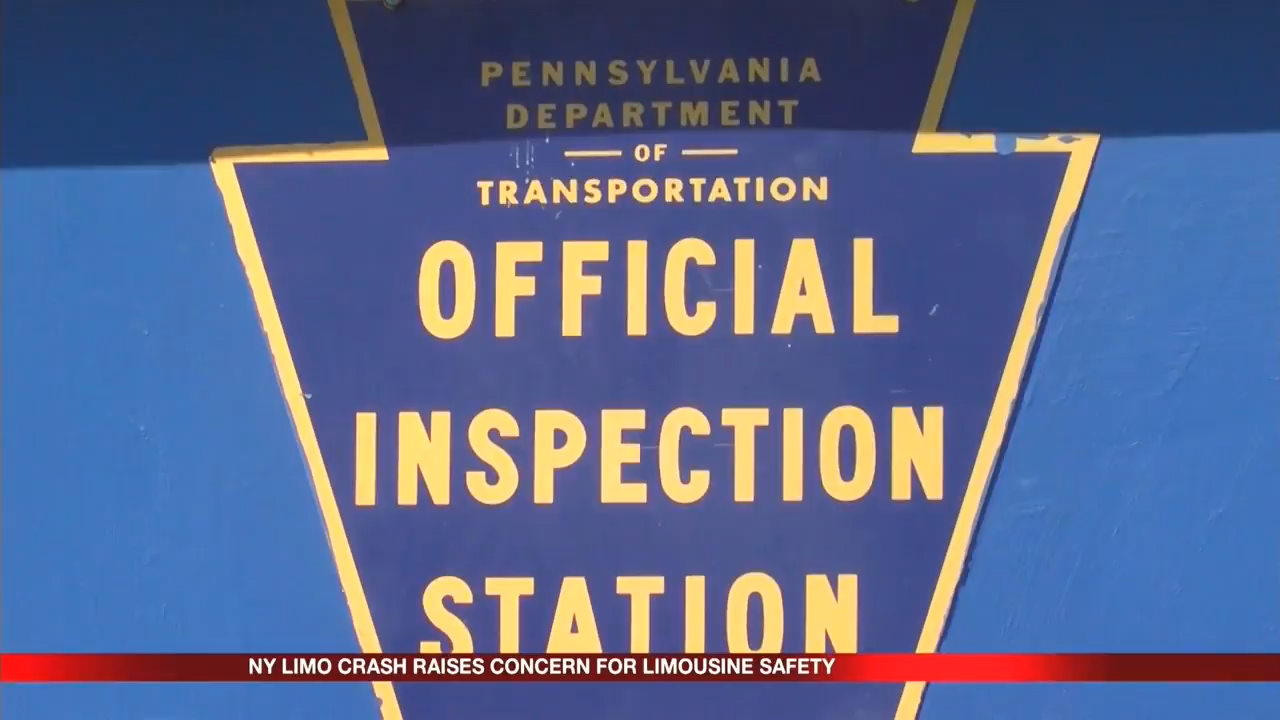 PENNSYLVANIA
DEPARTMENT
OF
TRANSPORTATION
OFFICIAL
INSPECTION
STATION
NY LIMO CRASH RAISES CONCERN FOR LIMOUSINE SAFETY